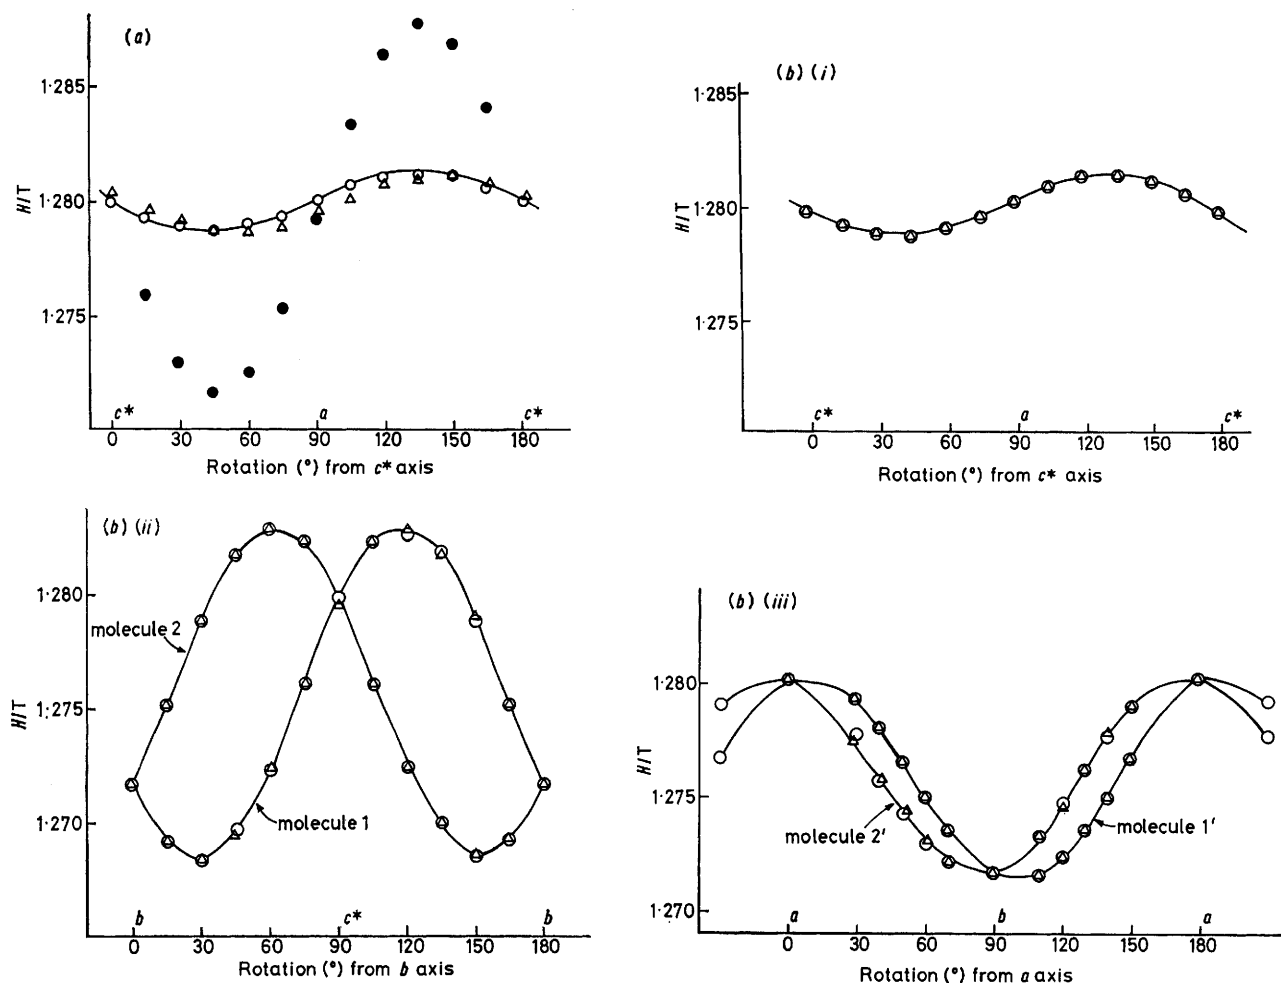 (a)
H/T
1·285
1·280
1·275
c* a c*
0 30 60 90 120 150 180
Rotation (°) from c* axis
(b) (i)
H/T
1·285
1·280
1·275
c* a c*
0 30 60 90 120 150 180
Rotation (°) from c* axis
(b) (ii)
H/T
1·280
1·275
1·270
molecule 2
molecule 1
b c* b
0 30 60 90 120 150 180
Rotation (°) from b axis
(b) (iii)
H/T
1·280
1·275
1·270
molecule 2'
molecule 1'
a b a
0 30 60 90 120 150 180
Rotation (°) from a axis